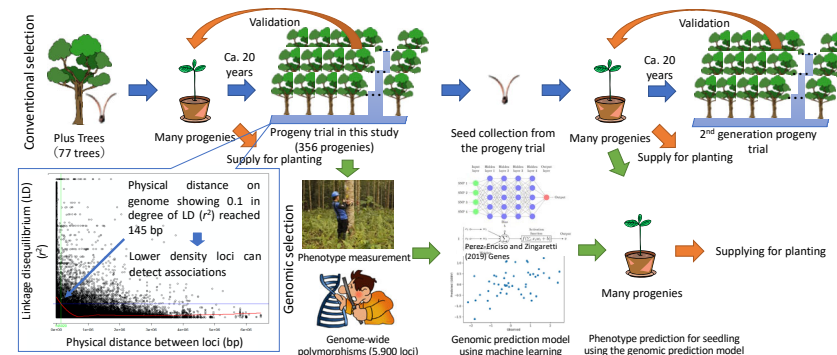 Conventional selection
Validation
Ca. 20
years
Plus Trees
(77 trees)
Many progenies
Supply for planting
Progeny trial in this study
(356 progenies)
Seed collection from
the progeny trial
Validation
Ca. 20
years
Many progenies
Supply for planting
2nd generation progeny
trial
Linkage disequilibrium (LD)
(r2)
Physical distance on
genome showing 0.1 in
degree of LD (r2) reached
145 bp
Lower density loci can
detect associations
Physical distance between loci (bp)
Genomic selection
Phenotype measurement
Genome-wide
polymorphisms (5,900 loci)
Perez-Enciso and Zingaretti
(2019) Genes
Genomic prediction model
using machine learning
Many progenies
Supplying for planting
Phenotype prediction for seedling
using the genomic prediction model